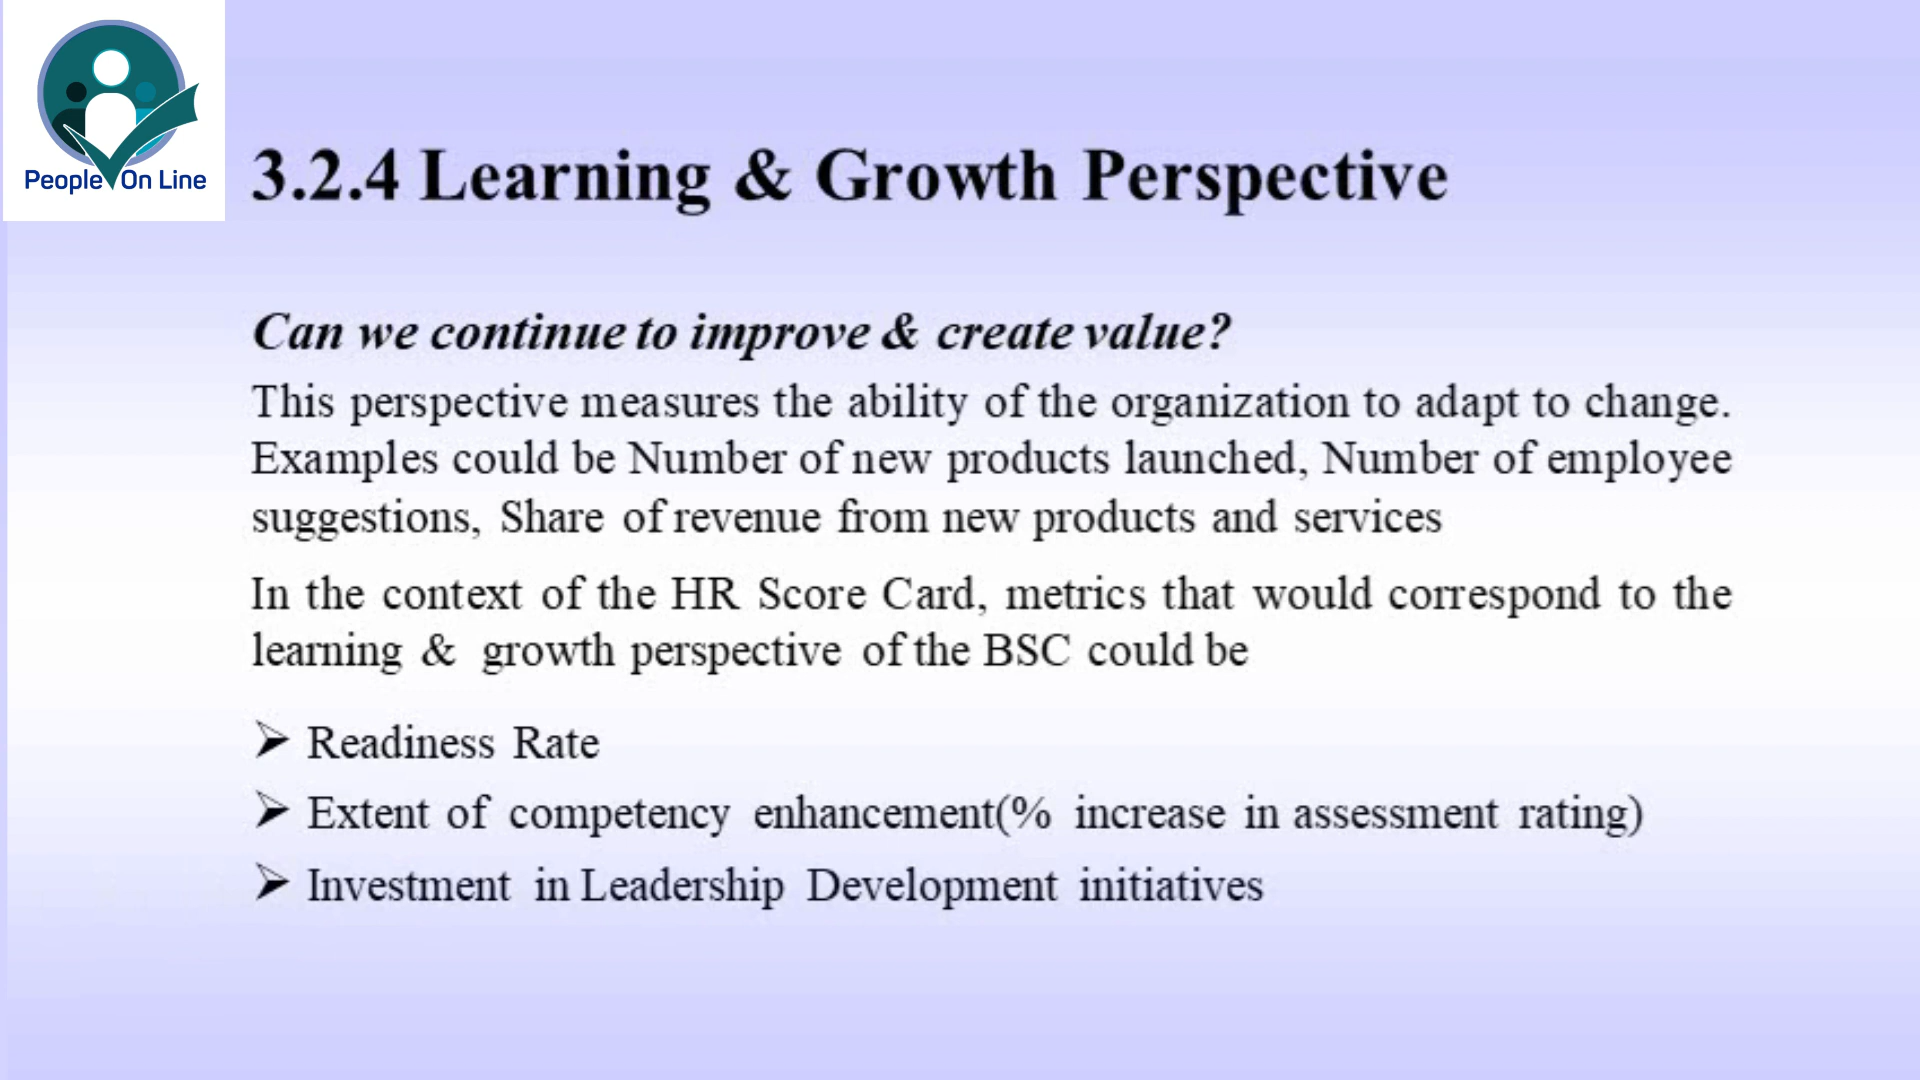 People On Line
3.2.4 Learning & Growth Perspective
Can we continue to improve & create value?
This perspective measures the ability of the organization to adapt to change.
Examples could be Number of new products launched, Number of employee
suggestions, Share of revenue from new products and services
In the context of the HR Score Card, metrics that would correspond to the
learning & growth perspective of the BSC could be
➢ Readiness Rate
➢ Extent of competency enhancement(% increase in assessment rating)
➢ Investment in Leadership Development initiatives